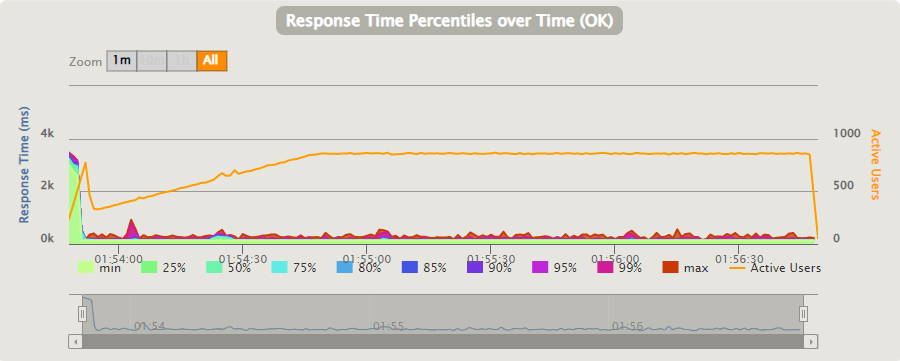 Response Time Percentiles over Time (OK)
Zoom 1m 10m 1h All
Response Time (ms)
4k
2k
0k
1000
500
0
Active Users
01:54:00 01:54:30 01:55:00 01:55:30 01:56:00 01:56:30
min 25% 50% 75% 80% 85% 90% 95% 99% max Active Users
01:54 01:55 01:56